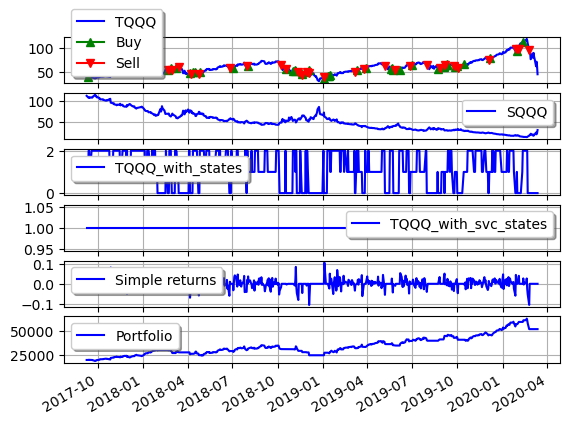 TQQQ
Buy
Sell
100
50
SQQQ
100
50
TQQQ_with_states
2
0
TQQQ_with_svc_states
1.05
1.00
0.95
Simple returns
0.1
0.0
−0.1
Portfolio
50000
25000
2017-10 2018-01 2018-04 2018-07 2018-10 2019-01 2019-04 2019-07 2019-10 2020-01 2020-04